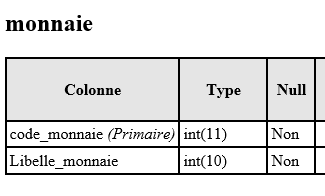 monnaie
Colonne Type Null
code_monnaie (Primaire) int(11) Non
Libelle_monnaie int(10) Non